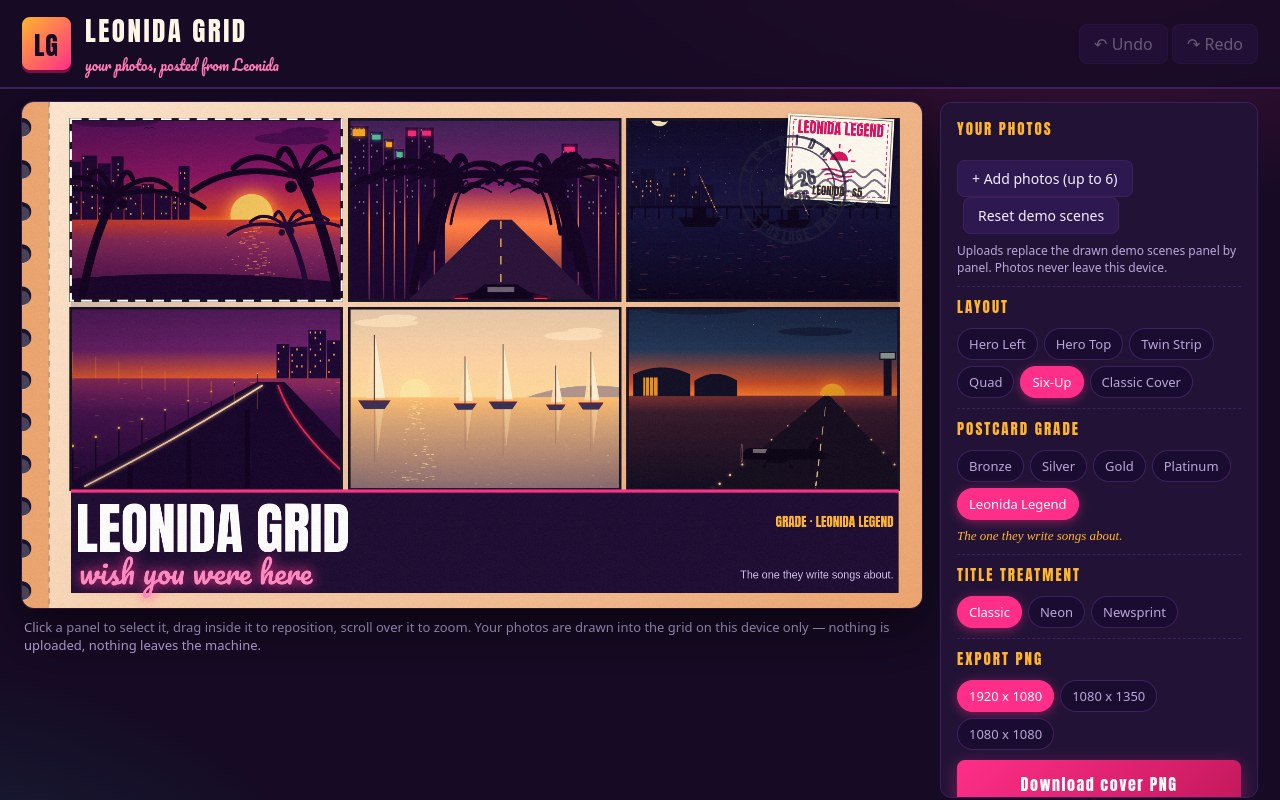 LG
LEONIDA GRID
your photos, posted from Leonida
↶ Undo
↷ Redo
LEONIDA LEGEND
LEONIDA · $5
LEONIDA GRID
wish you were here
GRADE · LEONIDA LEGEND
The one they write songs about.
Click a panel to select it, drag inside it to reposition, scroll over it to zoom. Your photos are drawn into the grid on this device only — nothing is
uploaded, nothing leaves the machine.
YOUR PHOTOS
+ Add photos (up to 6)
Reset demo scenes
Uploads replace the drawn demo scenes panel by
panel. Photos never leave this device.
LAYOUT
Hero Left
Hero Top
Twin Strip
Quad
Six-Up
Classic Cover
POSTCARD GRADE
Bronze
Silver
Gold
Platinum
Leonida Legend
The one they write songs about.
TITLE TREATMENT
Classic
Neon
Newsprint
EXPORT PNG
1920 x 1080
1080 x 1350
1080 x 1080
Download cover PNG